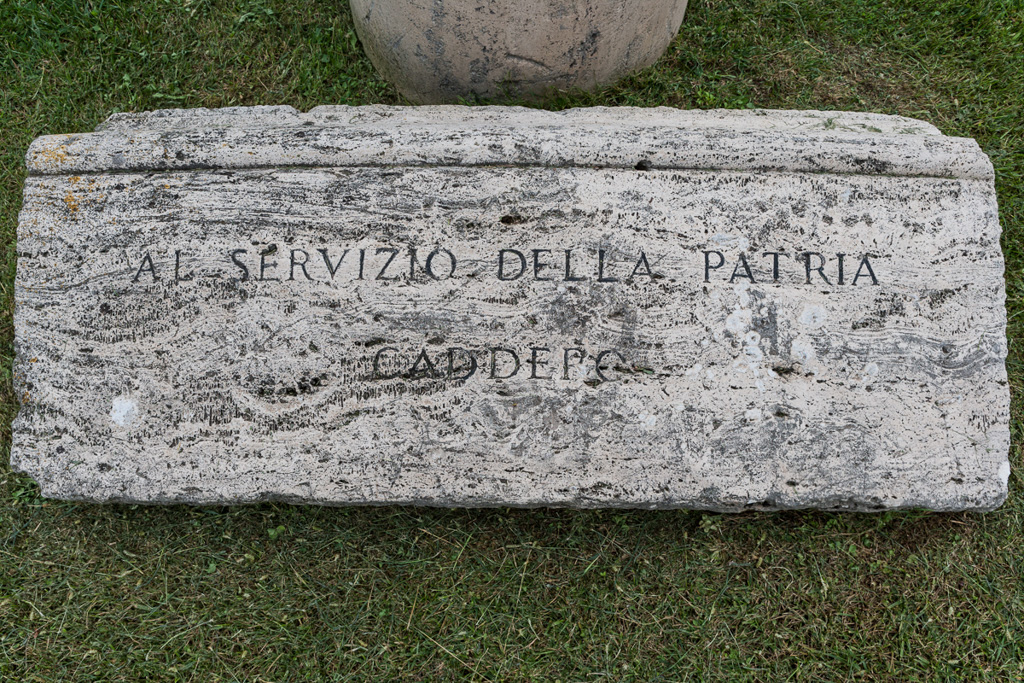 AL SERVIZIO DELLA PATRIA
CADDERO